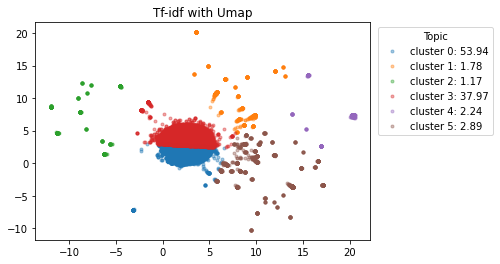 Tf-idf with Umap
Topic
cluster 0: 53.94
cluster 1: 1.78
cluster 2: 1.17
cluster 3: 37.97
cluster 4: 2.24
cluster 5: 2.89
20
15
10
5
0
−5
−10
−10 −5 0 5 10 15 20